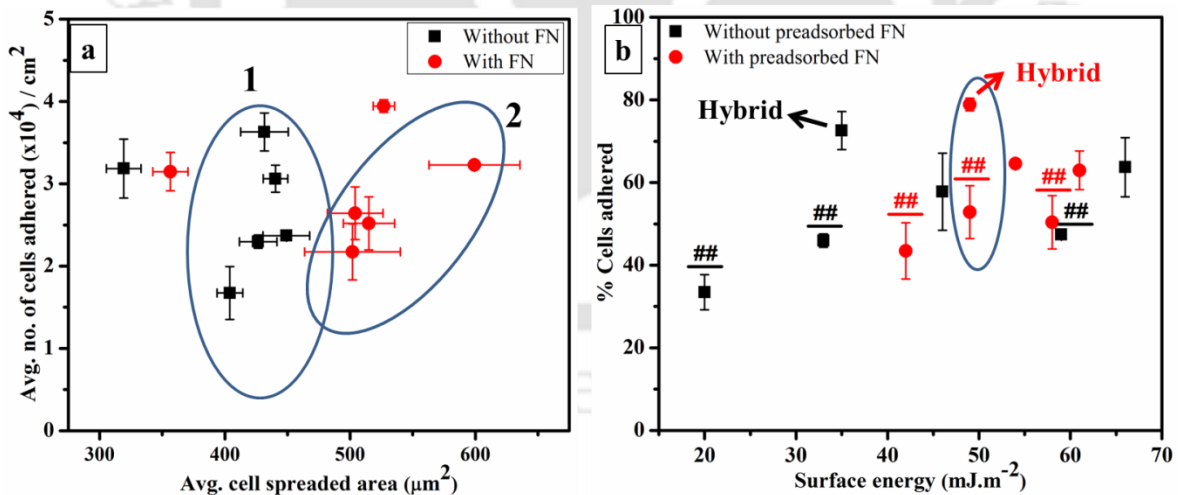 a
Without FN
With FN
1
2
5
4
3
2
1
0
300
400
500
600
Avg. no. of cells adhered (x10⁴) / cm²
Avg. cell spreaded area (μm²)
b
Without preadsorbed FN
With preadsorbed FN
Hybrid
Hybrid
##
##
##
##
##
##
100
80
60
40
20
0
20
30
40
50
60
70
% Cells adhered
Surface energy (mJ.m⁻²)